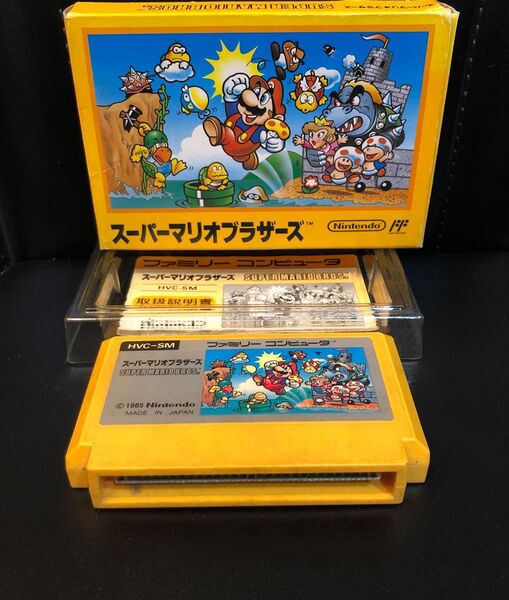 スーパーマリオブラザーズ™
Nintendo
ファミリー コンピュータ
スーパーマリオブラザーズ
SUPER MARIO BROS.
HVC-SM
取扱説明書
HVC-SM
ファミリー コンピュータ™
スーパーマリオブラザーズ
SUPER MARIO BROS.
© 1985 Nintendo
MADE IN JAPAN